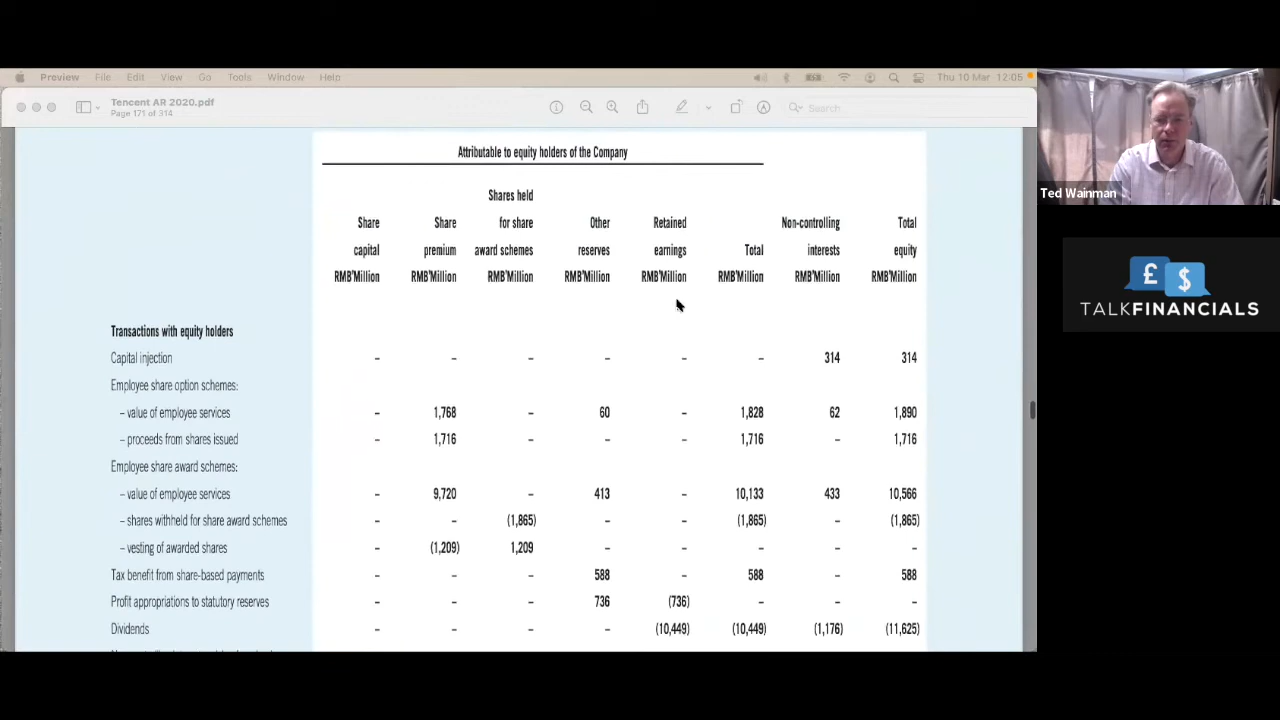 Preview File Edit View Go Tools Window Help Thu 10 Mar 12:05
Tencent AR 2020.pdf
Page 171 of 314
Search
Ted Wainman
£ $
TALKFINANCIALS
Attributable to equity holders of the Company
Shares held
Share Share for share Other Retained Non-controlling Total
capital premium award schemes reserves earnings Total interests equity
RMB'Million RMB'Million RMB'Million RMB'Million RMB'Million RMB'Million RMB'Million RMB'Million
Transactions with equity holders
Capital injection – – – – – – 314 314
Employee share option schemes:
– value of employee services – 1,768 – 60 – 1,828 62 1,890
– proceeds from shares issued – 1,716 – – – 1,716 – 1,716
Employee share award schemes:
– value of employee services – 9,720 – 413 – 10,133 433 10,566
– shares withheld for share award schemes – – (1,865) – – (1,865) – (1,865)
– vesting of awarded shares – (1,209) 1,209 – – – – –
Tax benefit from share-based payments – – – 588 – 588 – 588
Profit appropriations to statutory reserves – – – 736 (736) – – –
Dividends – – – – (10,449) (10,449) (1,176) (11,625)